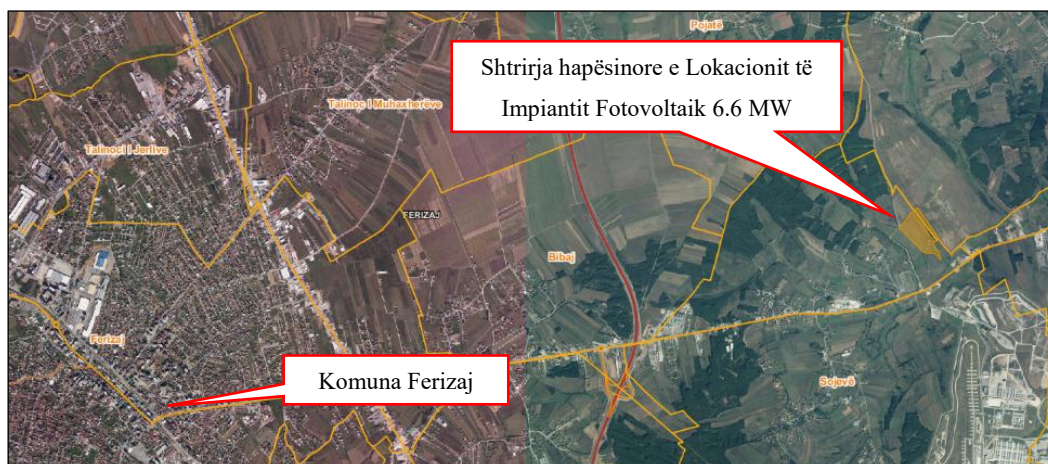 Pojatë
Shtrirja hapësinore e Lokacionit të
Impiantit Fotovoltaik 6.6 MW
Talinoc i Muhaxherëve
Talinoci i Jerlive
FERIZAJ
Bibaj
Ferizaj
Komuna Ferizaj
Sojevë